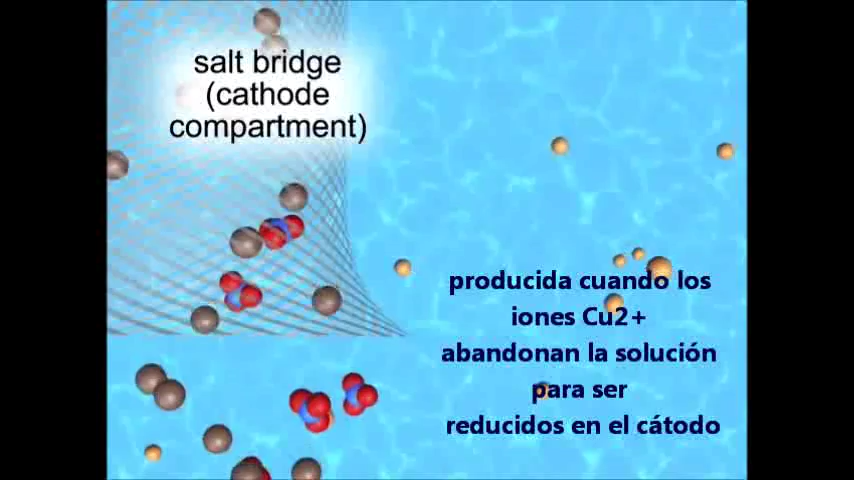 salt bridge
(cathode
compartment)
producida cuando los
iones Cu2+
abandonan la solución
para ser
reducidos en el cátodo